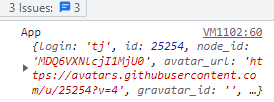 3 Issues: 3
App VM1102:60
{login: 'tj', id: 25254, node_id:
'MDQ6VXNlcjI1MjU0', avatar_url: 'ht
tps://avatars.githubusercontent.co
m/u/25254?v=4', gravatar_id: '', …}